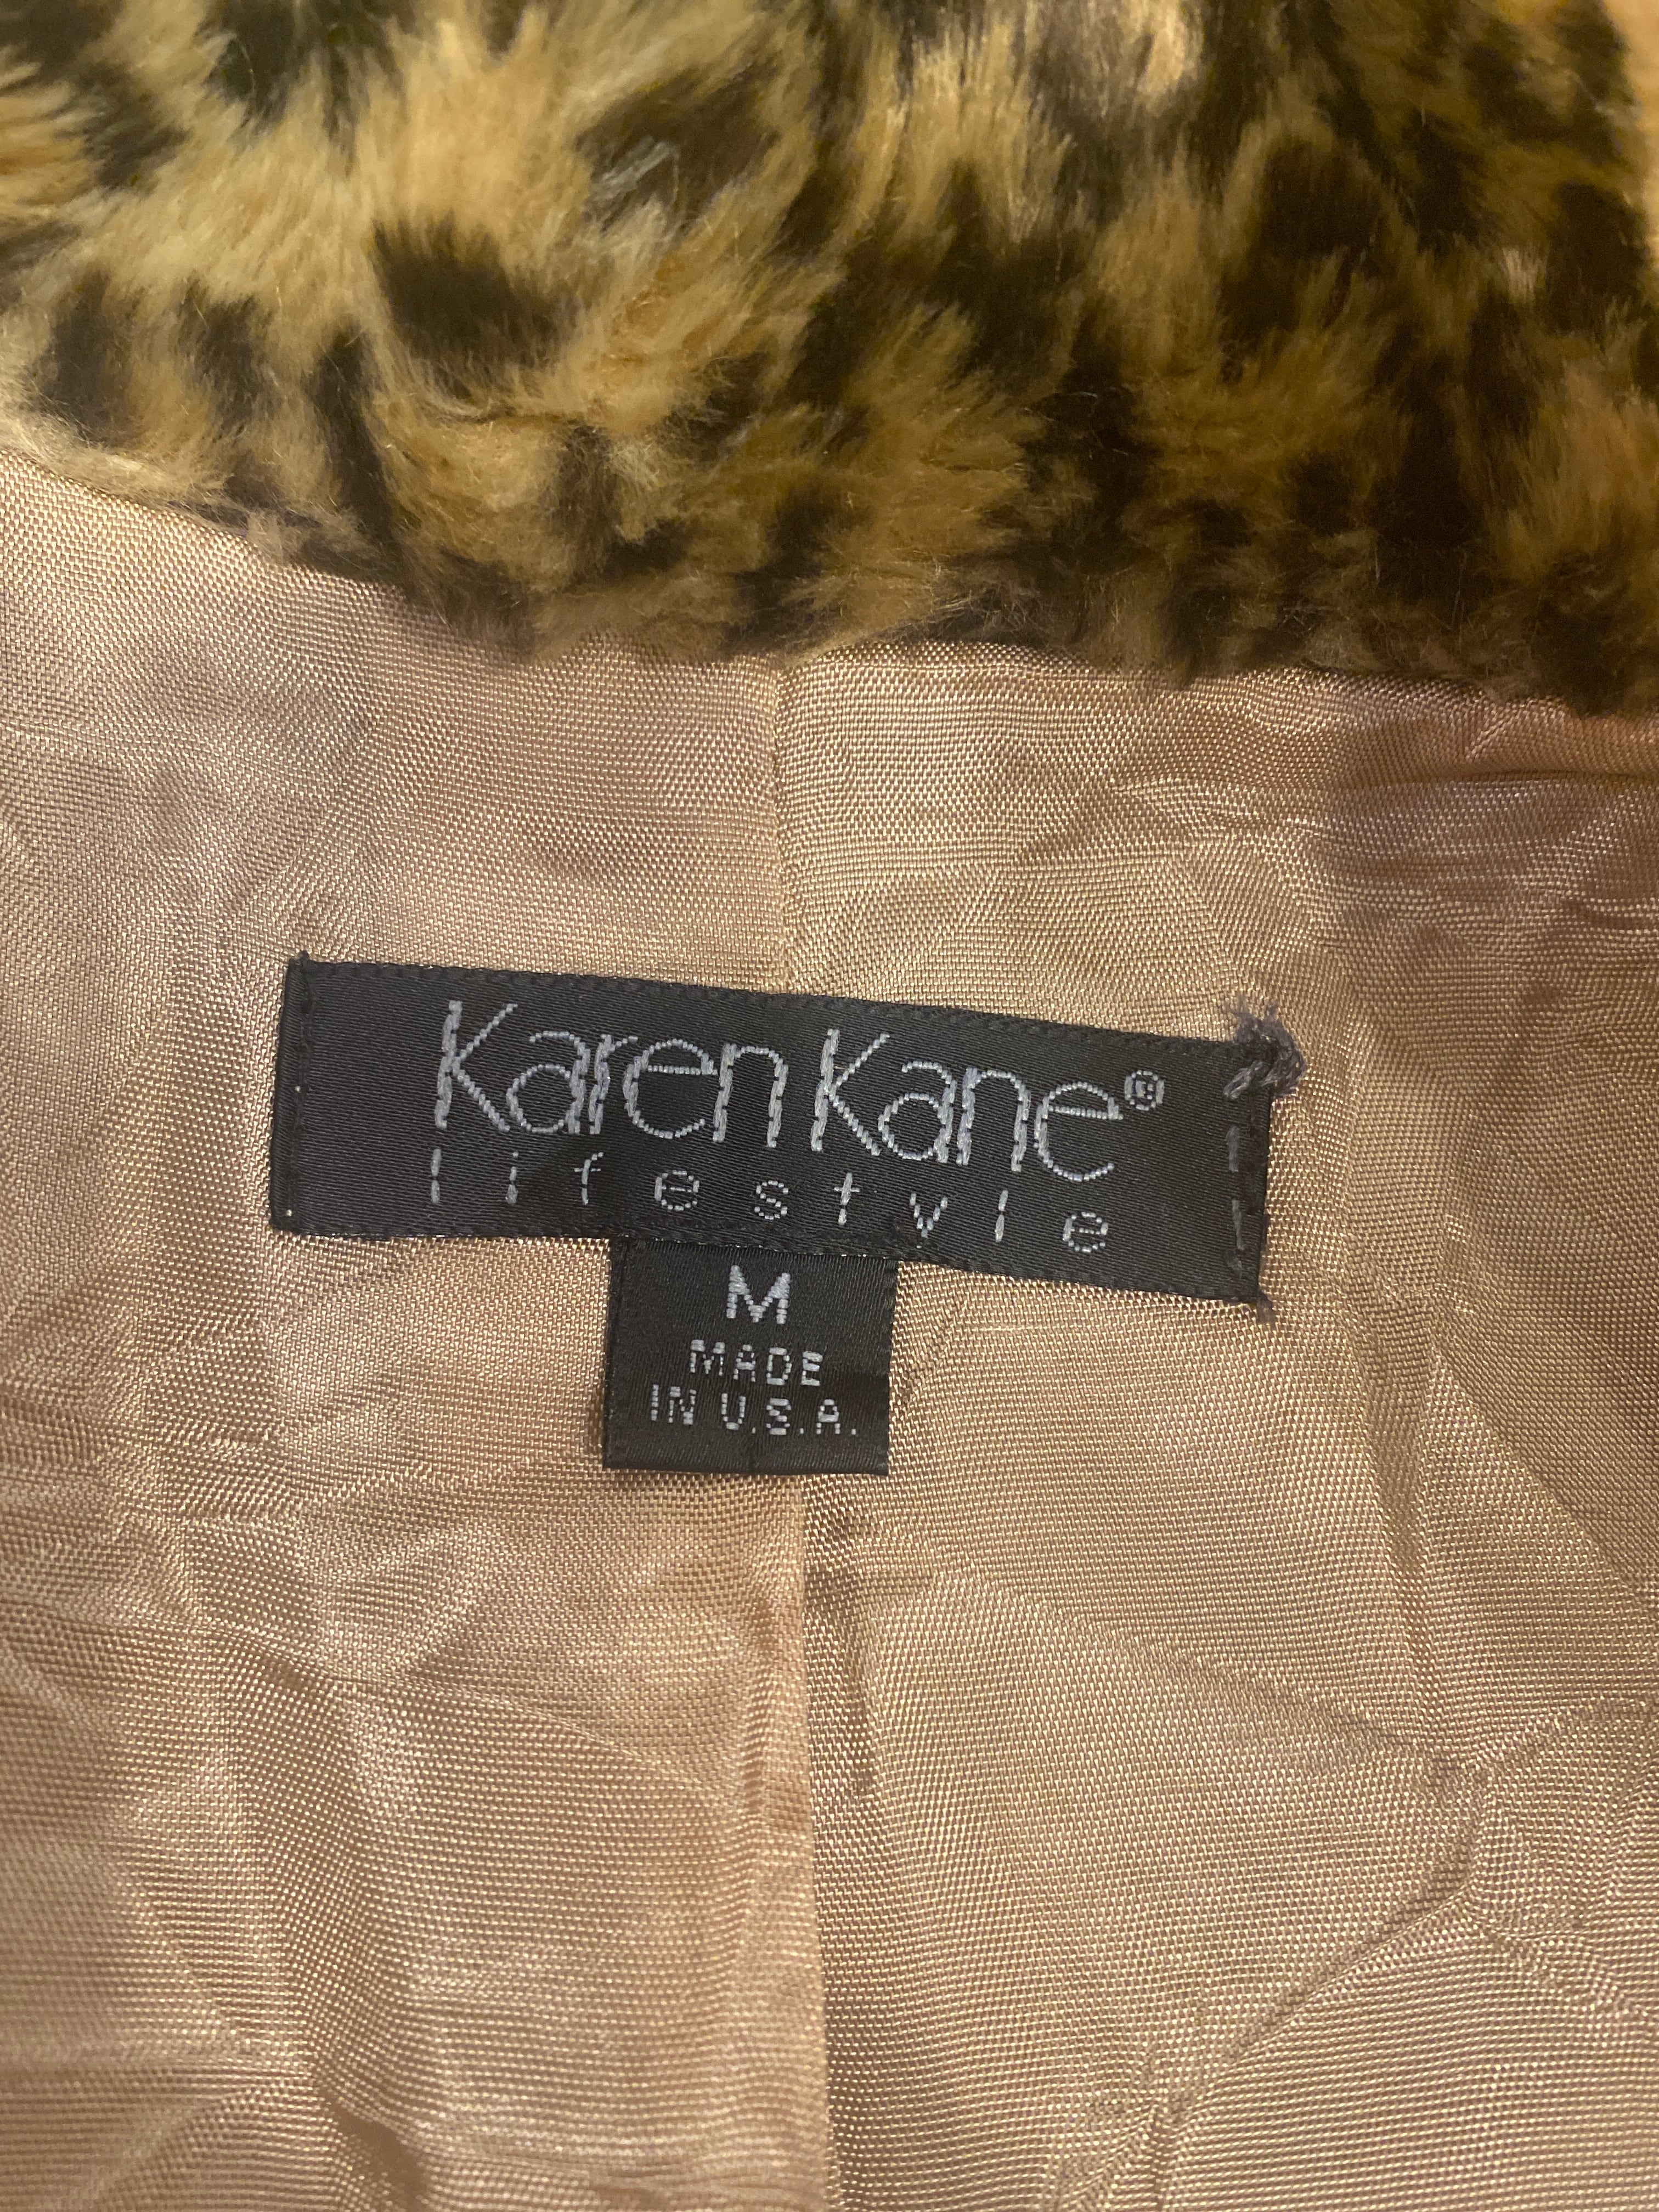 Karen Kane®
lifestyle
M
MADE
IN U.S.A.